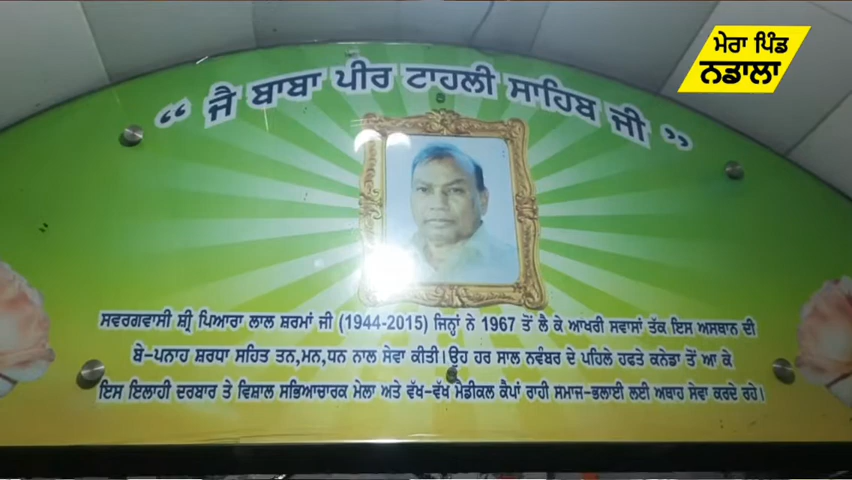 ਮੇਰਾ ਪਿੰਡ
ਨਡਾਲਾ
“ ਜੈ ਬਾਬਾ ਪੀਰ ਟਾਹਲੀ ਸਾਹਿਬ ਜੀ ”
ਸਵਰਗਵਾਸੀ ਸ਼੍ਰੀ ਪਿਆਰਾ ਲਾਲ ਸ਼ਰਮਾਂ ਜੀ (1944-2015) ਜਿਨ੍ਹਾਂ ਨੇ 1967 ਤੋਂ ਲੈ ਕੇ ਆਖਰੀ ਸਵਾਸਾਂ ਤੱਕ ਇਸ ਅਸਥਾਨ ਦੀ
ਬੇ-ਪਨਾਹ ਸ਼ਰਧਾ ਸਹਿਤ ਤਨ,ਮਨ,ਧਨ ਨਾਲ ਸੇਵਾ ਕੀਤੀ।ਉਹ ਹਰ ਸਾਲ ਨਵੰਬਰ ਦੇ ਪਹਿਲੇ ਹਫਤੇ ਕਨੇਡਾ ਤੋਂ ਆ ਕੇ
ਇਸ ਇਲਾਹੀ ਦਰਬਾਰ ਤੇ ਵਿਸ਼ਾਲ ਸਭਿਆਚਾਰਕ ਮੇਲਾ ਅਤੇ ਵੱਖ-ਵੱਖ ਮੈਡੀਕਲ ਕੈਂਪਾਂ ਰਾਹੀ ਸਮਾਜ-ਭਲਾਈ ਲਈ ਅਥਾਹ ਸੇਵਾ ਕਰਦੇ ਰਹੇ।